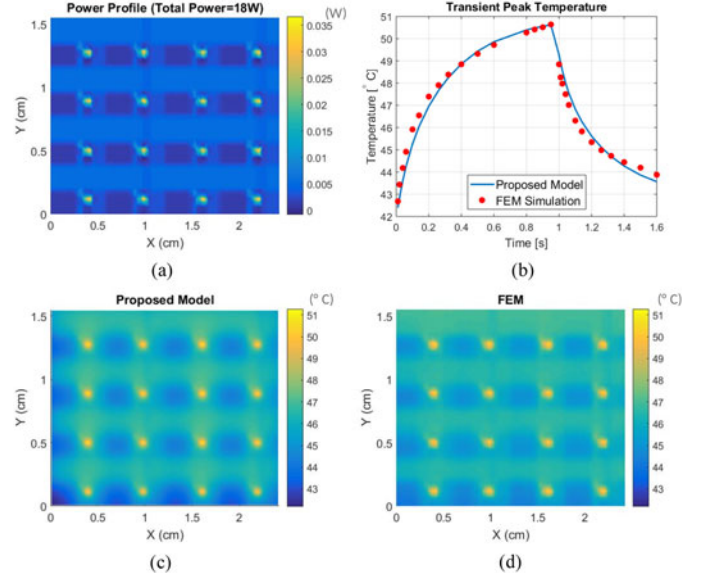 Power Profile (Total Power=18W)
(W)
0.035
0.03
0.025
0.02
0.015
0.01
0.005
0
1.5
1
0.5
0
Y (cm)
0 0.5 1 1.5 2
X (cm)
(a)
Transient Peak Temperature
51
50
49
48
47
46
45
44
43
42
Temperature [° C]
Proposed Model
FEM Simulation
0 0.2 0.4 0.6 0.8 1.0 1.2 1.4 1.6
Time [s]
(b)
Proposed Model
(º C)
51
50
49
48
47
46
45
44
43
1.5
1
0.5
0
Y (cm)
0 0.5 1 1.5 2
X (cm)
(c)
FEM
(º C)
51
50
49
48
47
46
45
44
43
1.5
1
0.5
0
Y (cm)
0 0.5 1 1.5 2
X (cm)
(d)